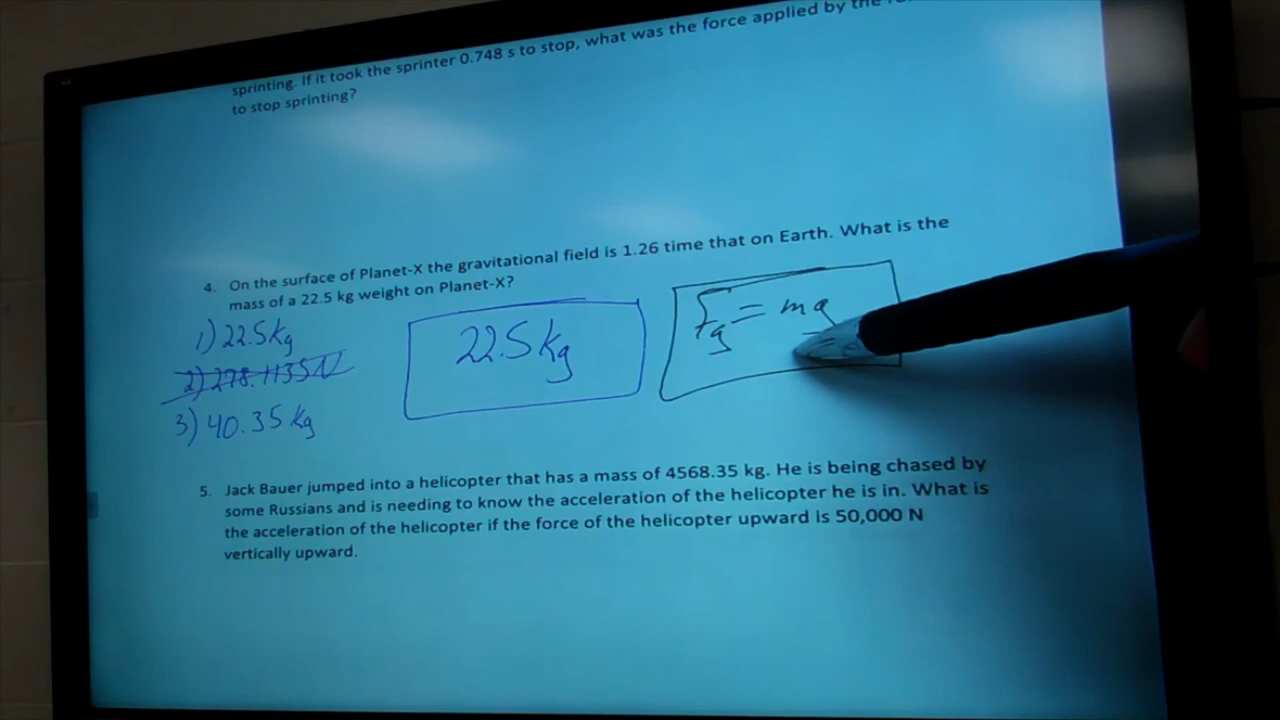 sprinting. If it took the sprinter 0.748 s to stop, what was the force applied by the
to stop sprinting?
4. On the surface of Planet-X the gravitational field is 1.26 time that on Earth. What is the
mass of a 22.5 kg weight on Planet-X?
1) 22.5 kg
2) 278.1135 N
3) 40.35 kg
22.5 kg
Fg = mg
5. Jack Bauer jumped into a helicopter that has a mass of 4568.35 kg. He is being chased by
some Russians and is needing to know the acceleration of the helicopter he is in. What is
the acceleration of the helicopter if the force of the helicopter upward is 50,000 N
vertically upward.